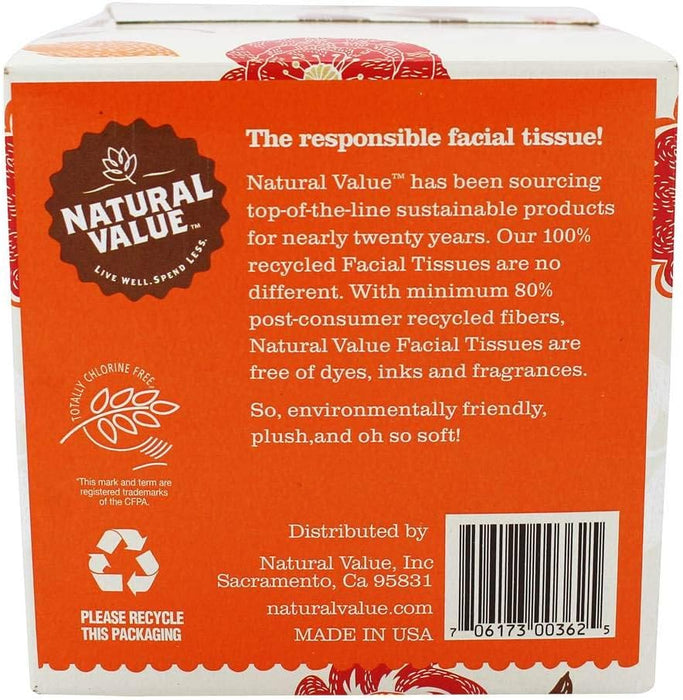 The responsible facial tissue!
NATURAL
VALUE™
LIVE WELL. SPEND LESS.
Natural Value™ has been sourcing
top-of-the-line sustainable products
for nearly twenty years. Our 100%
recycled Facial Tissues are no
different. With minimum 80%
post-consumer recycled fibers,
Natural Value Facial Tissues are
free of dyes, inks and fragrances.
So, environmentally friendly,
plush,and oh so soft!
TOTALLY CHLORINE FREE
*This mark and term are
registered trademarks
of the CFPA.
PLEASE RECYCLE
THIS PACKAGING
Distributed by
Natural Value, Inc
Sacramento, Ca 95831
naturalvalue.com
MADE IN USA
7 06173 00362 5